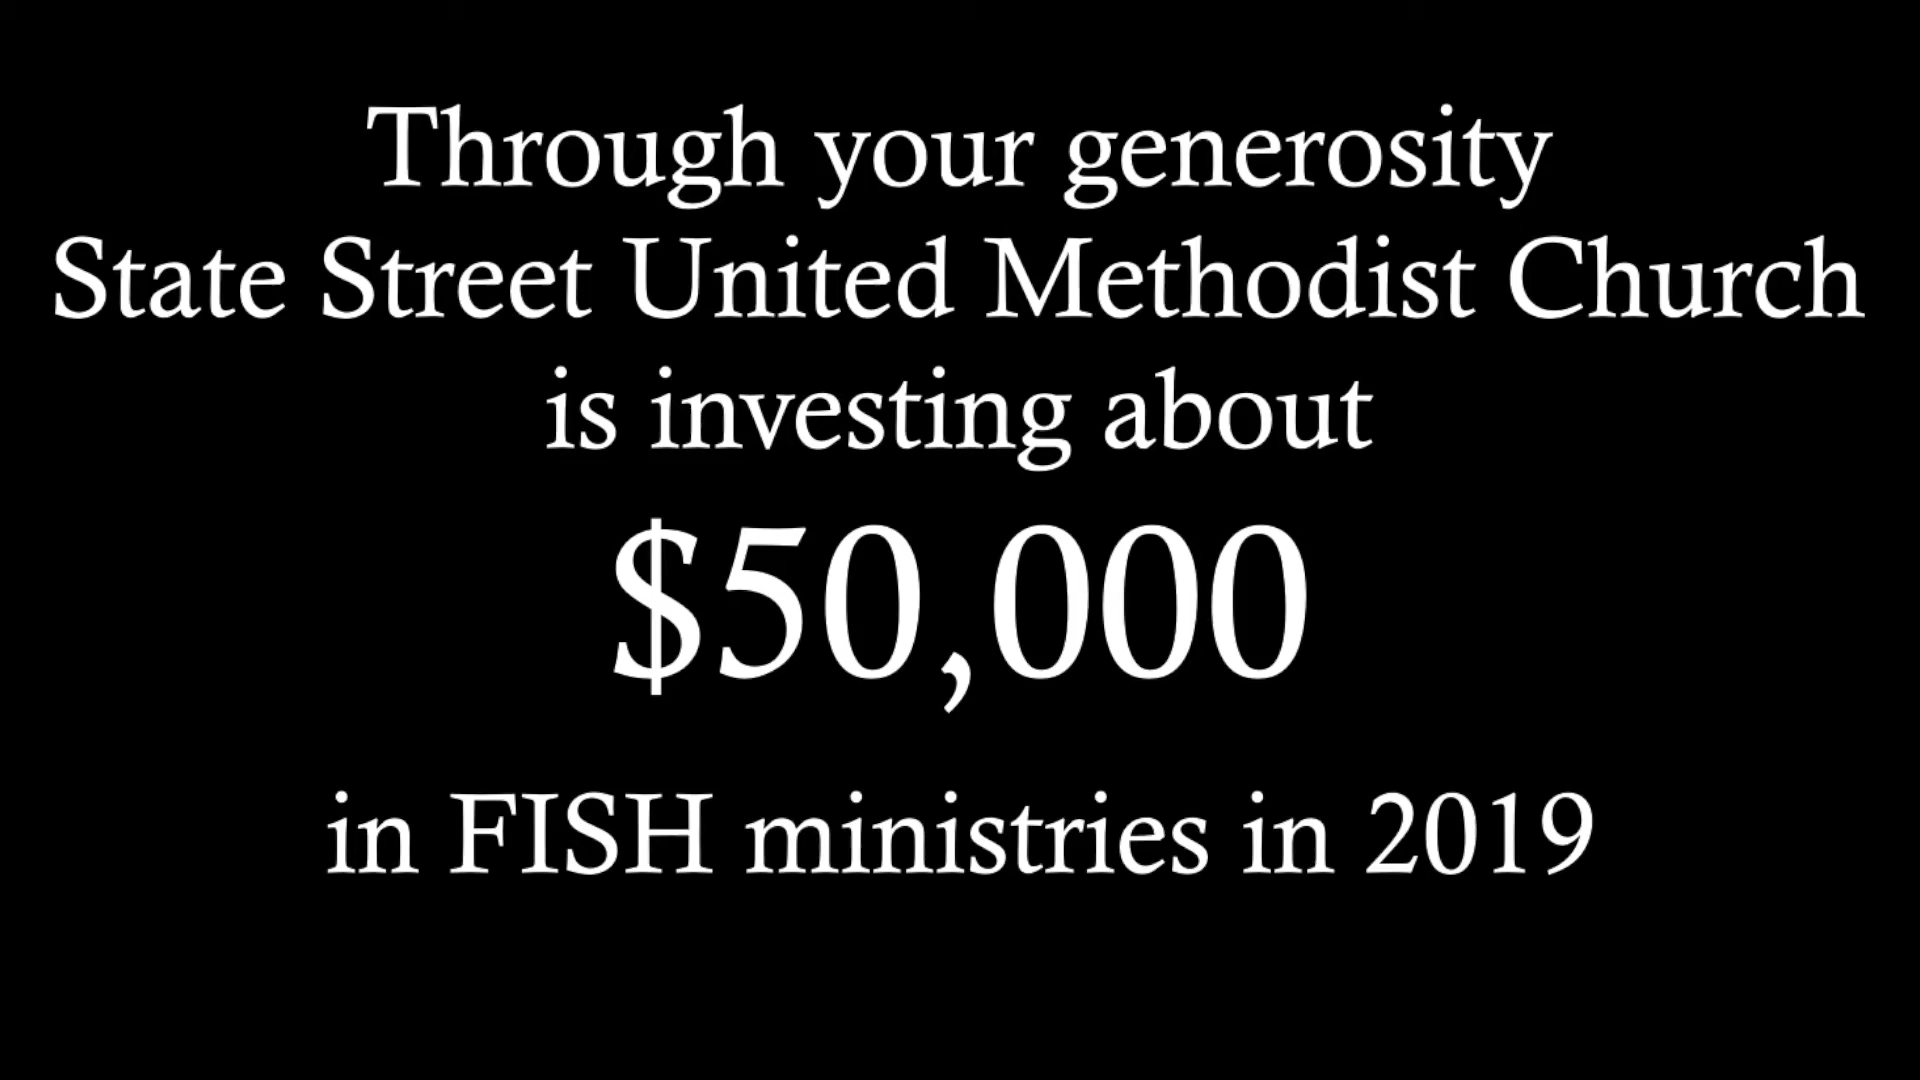 Through your generosity
State Street United Methodist Church
is investing about
$50,000
in FISH ministries in 2019